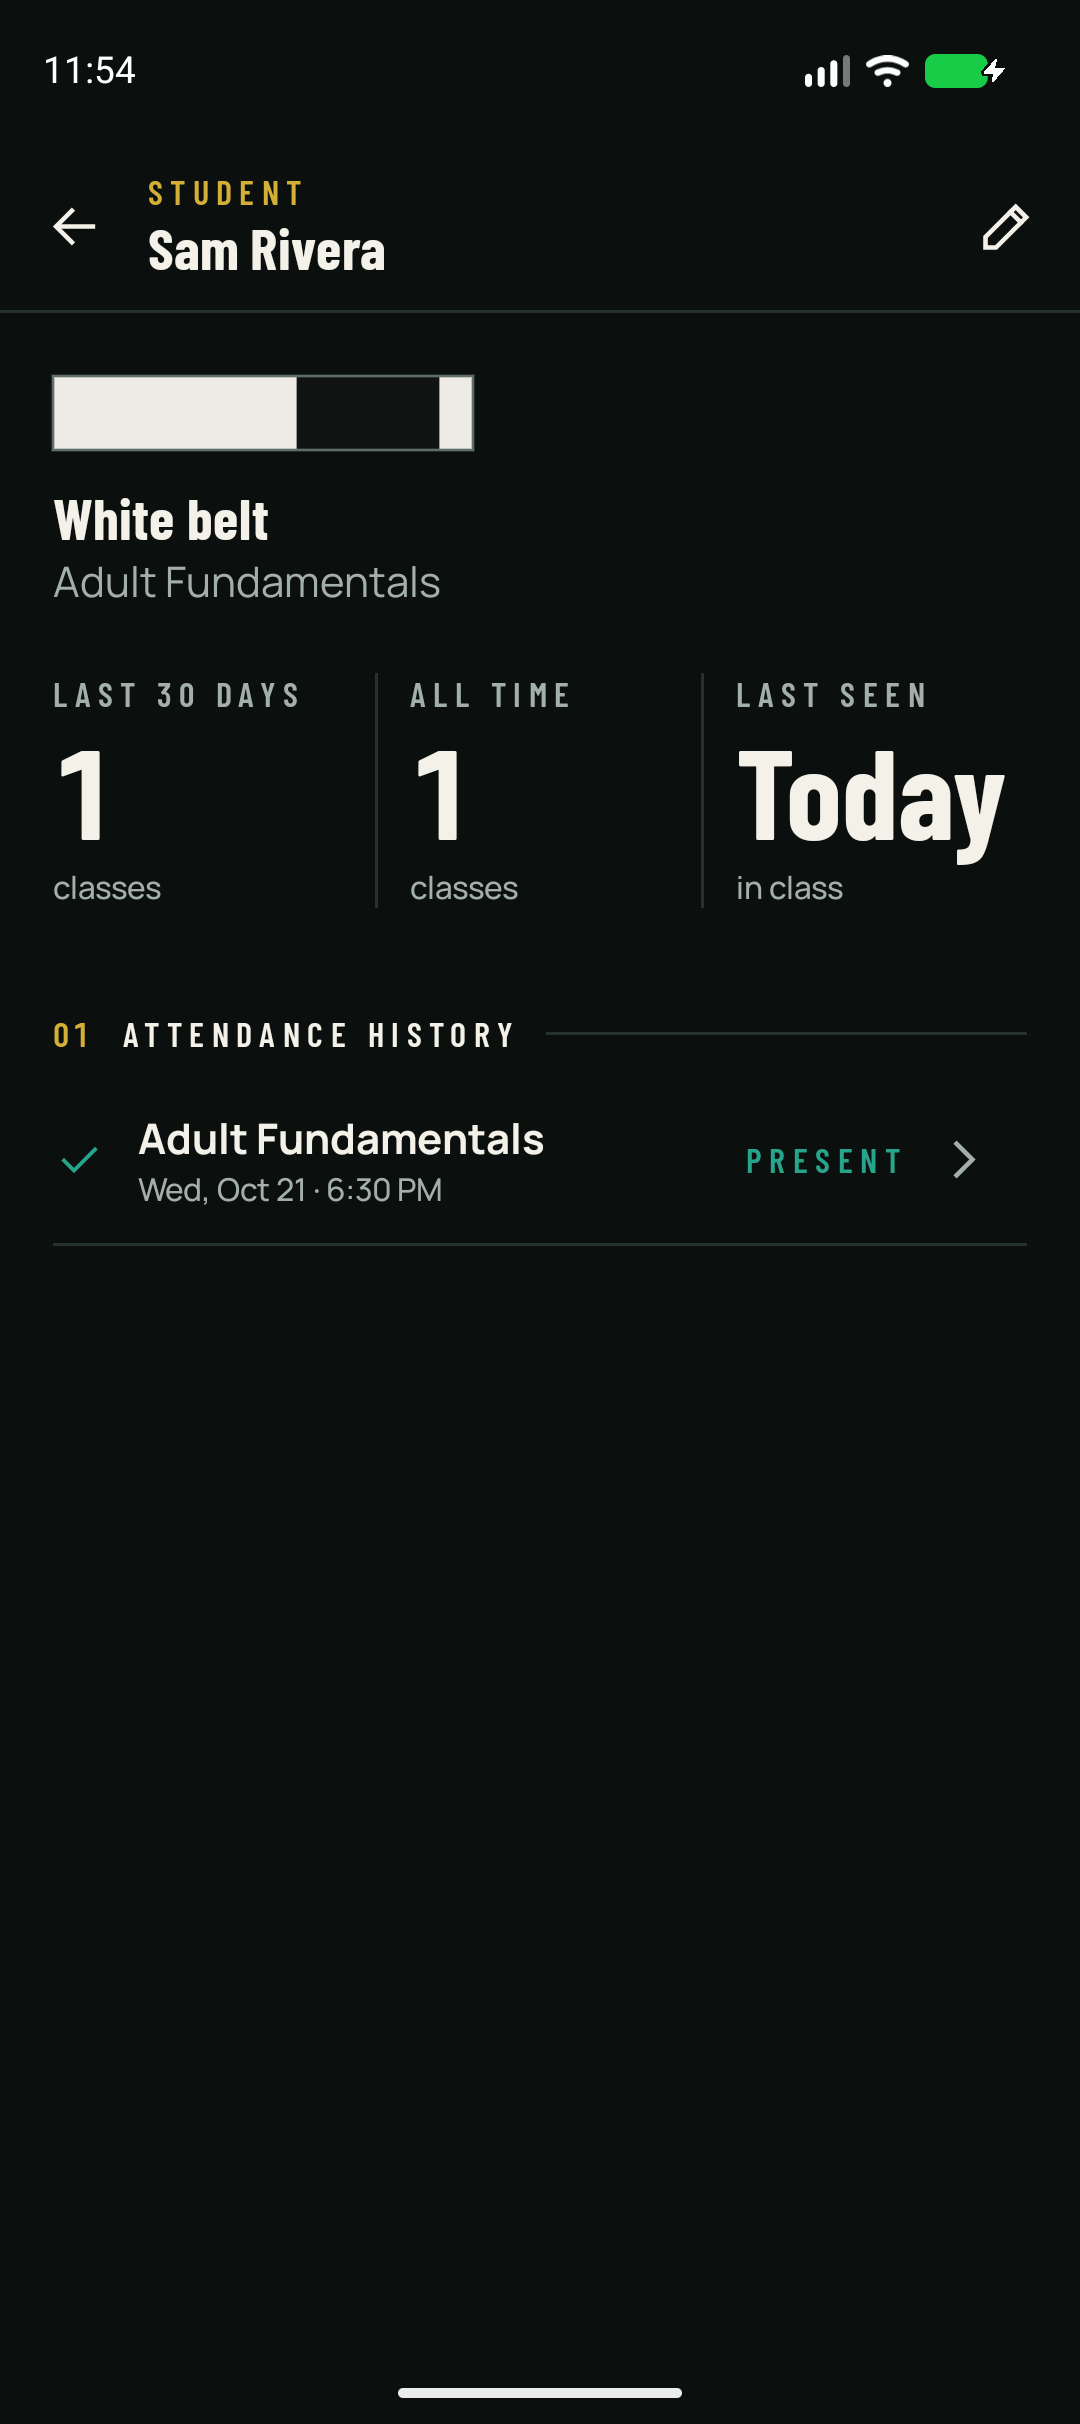 11:54
STUDENT
Sam Rivera
White belt
Adult Fundamentals
LAST 30 DAYS
1
classes
ALL TIME
1
classes
LAST SEEN
Today
in class
01 ATTENDANCE HISTORY
Adult Fundamentals
Wed, Oct 21 · 6:30 PM
PRESENT